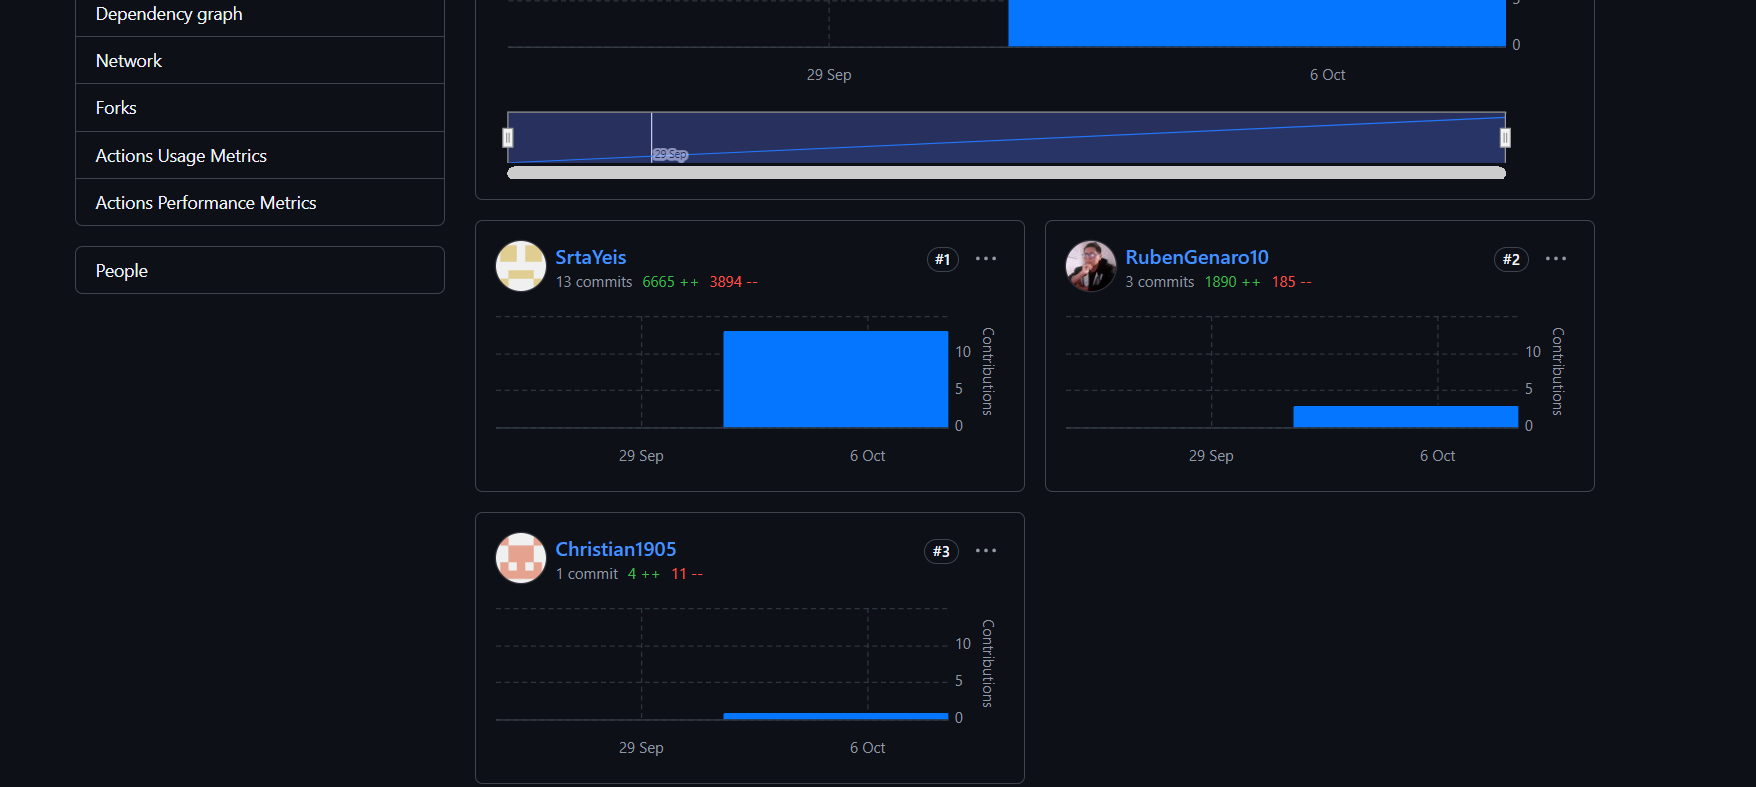 Dependency graph
Network
Forks
Actions Usage Metrics
Actions Performance Metrics
People
0
29 Sep
6 Oct
29 Sep
SrtaYeis
#1
13 commits 6665 ++ 3894 --
10
5
0
Contributions
29 Sep
6 Oct
RubenGenaro10
#2
3 commits 1890 ++ 185 --
10
5
0
Contributions
29 Sep
6 Oct
Christian1905
#3
1 commit 4 ++ 11 --
10
5
0
Contributions
29 Sep
6 Oct